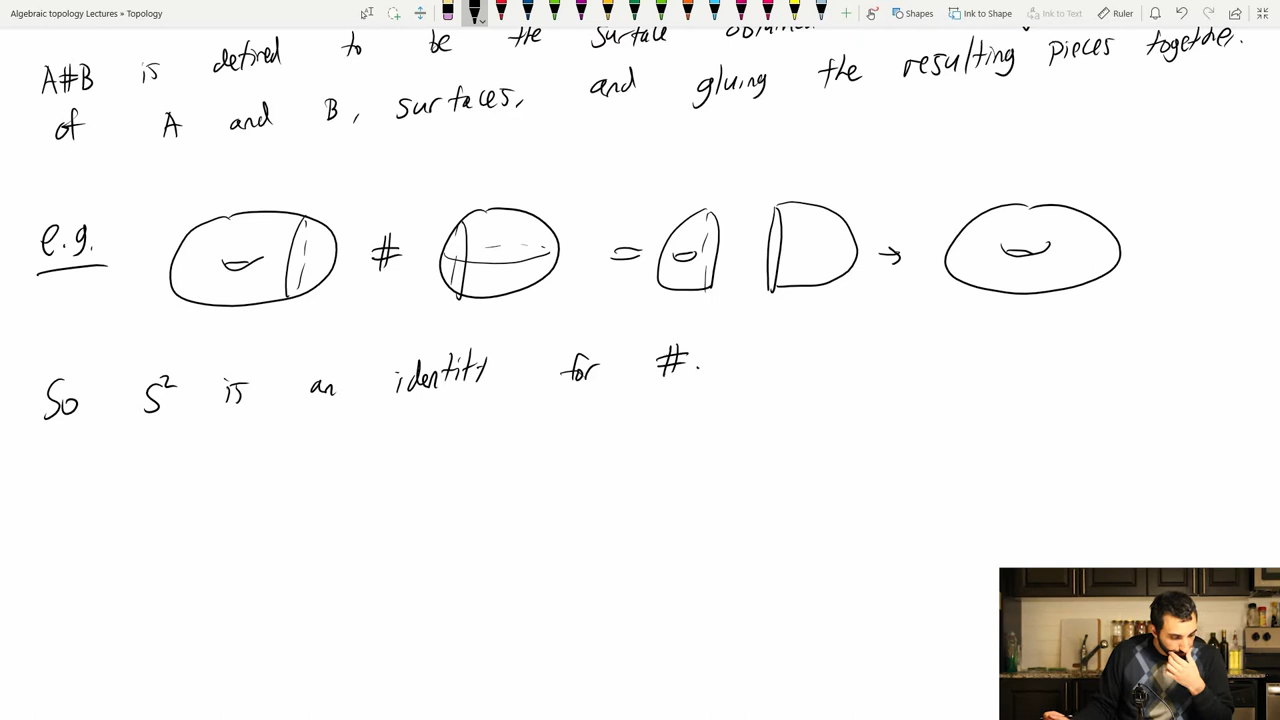 Algebraic topology Lectures » Topology
Shapes Ink to Shape Ink to Text Ruler
A#B is defined to be the surface obtained
of A and B, surfaces, and gluing the resulting pieces together.
e.g. # = →
So S² is an identity for #.